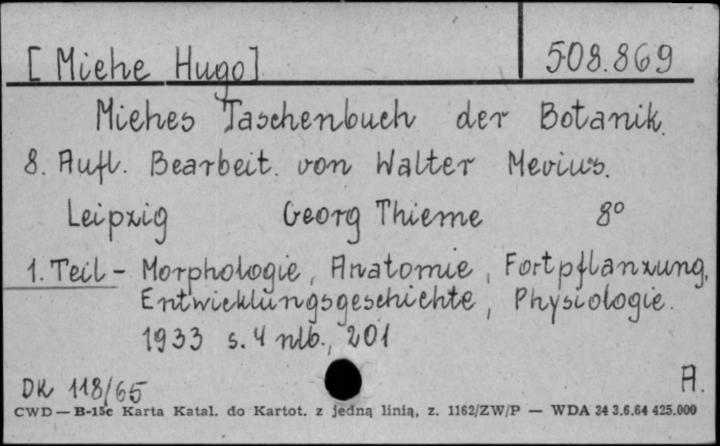 [Miehe Hugo] 508.869
Miehes Taschenbuch der Botanik.
8. Aufl. Bearbeit. von Walter Mevius.
Leipzig Georg Thieme 8°
1. Teil - Morphologie, Anatomie, Fortpflanzung,
Entwicklungsgeschichte, Physiologie.
1933 s. 4 nlb., 201
A.
DK 118/65
CWD — B-15c Karta Katal. do Kartot. z jedną linią, z. 1162/ZW/P — WDA 34 3.6.64 425.000